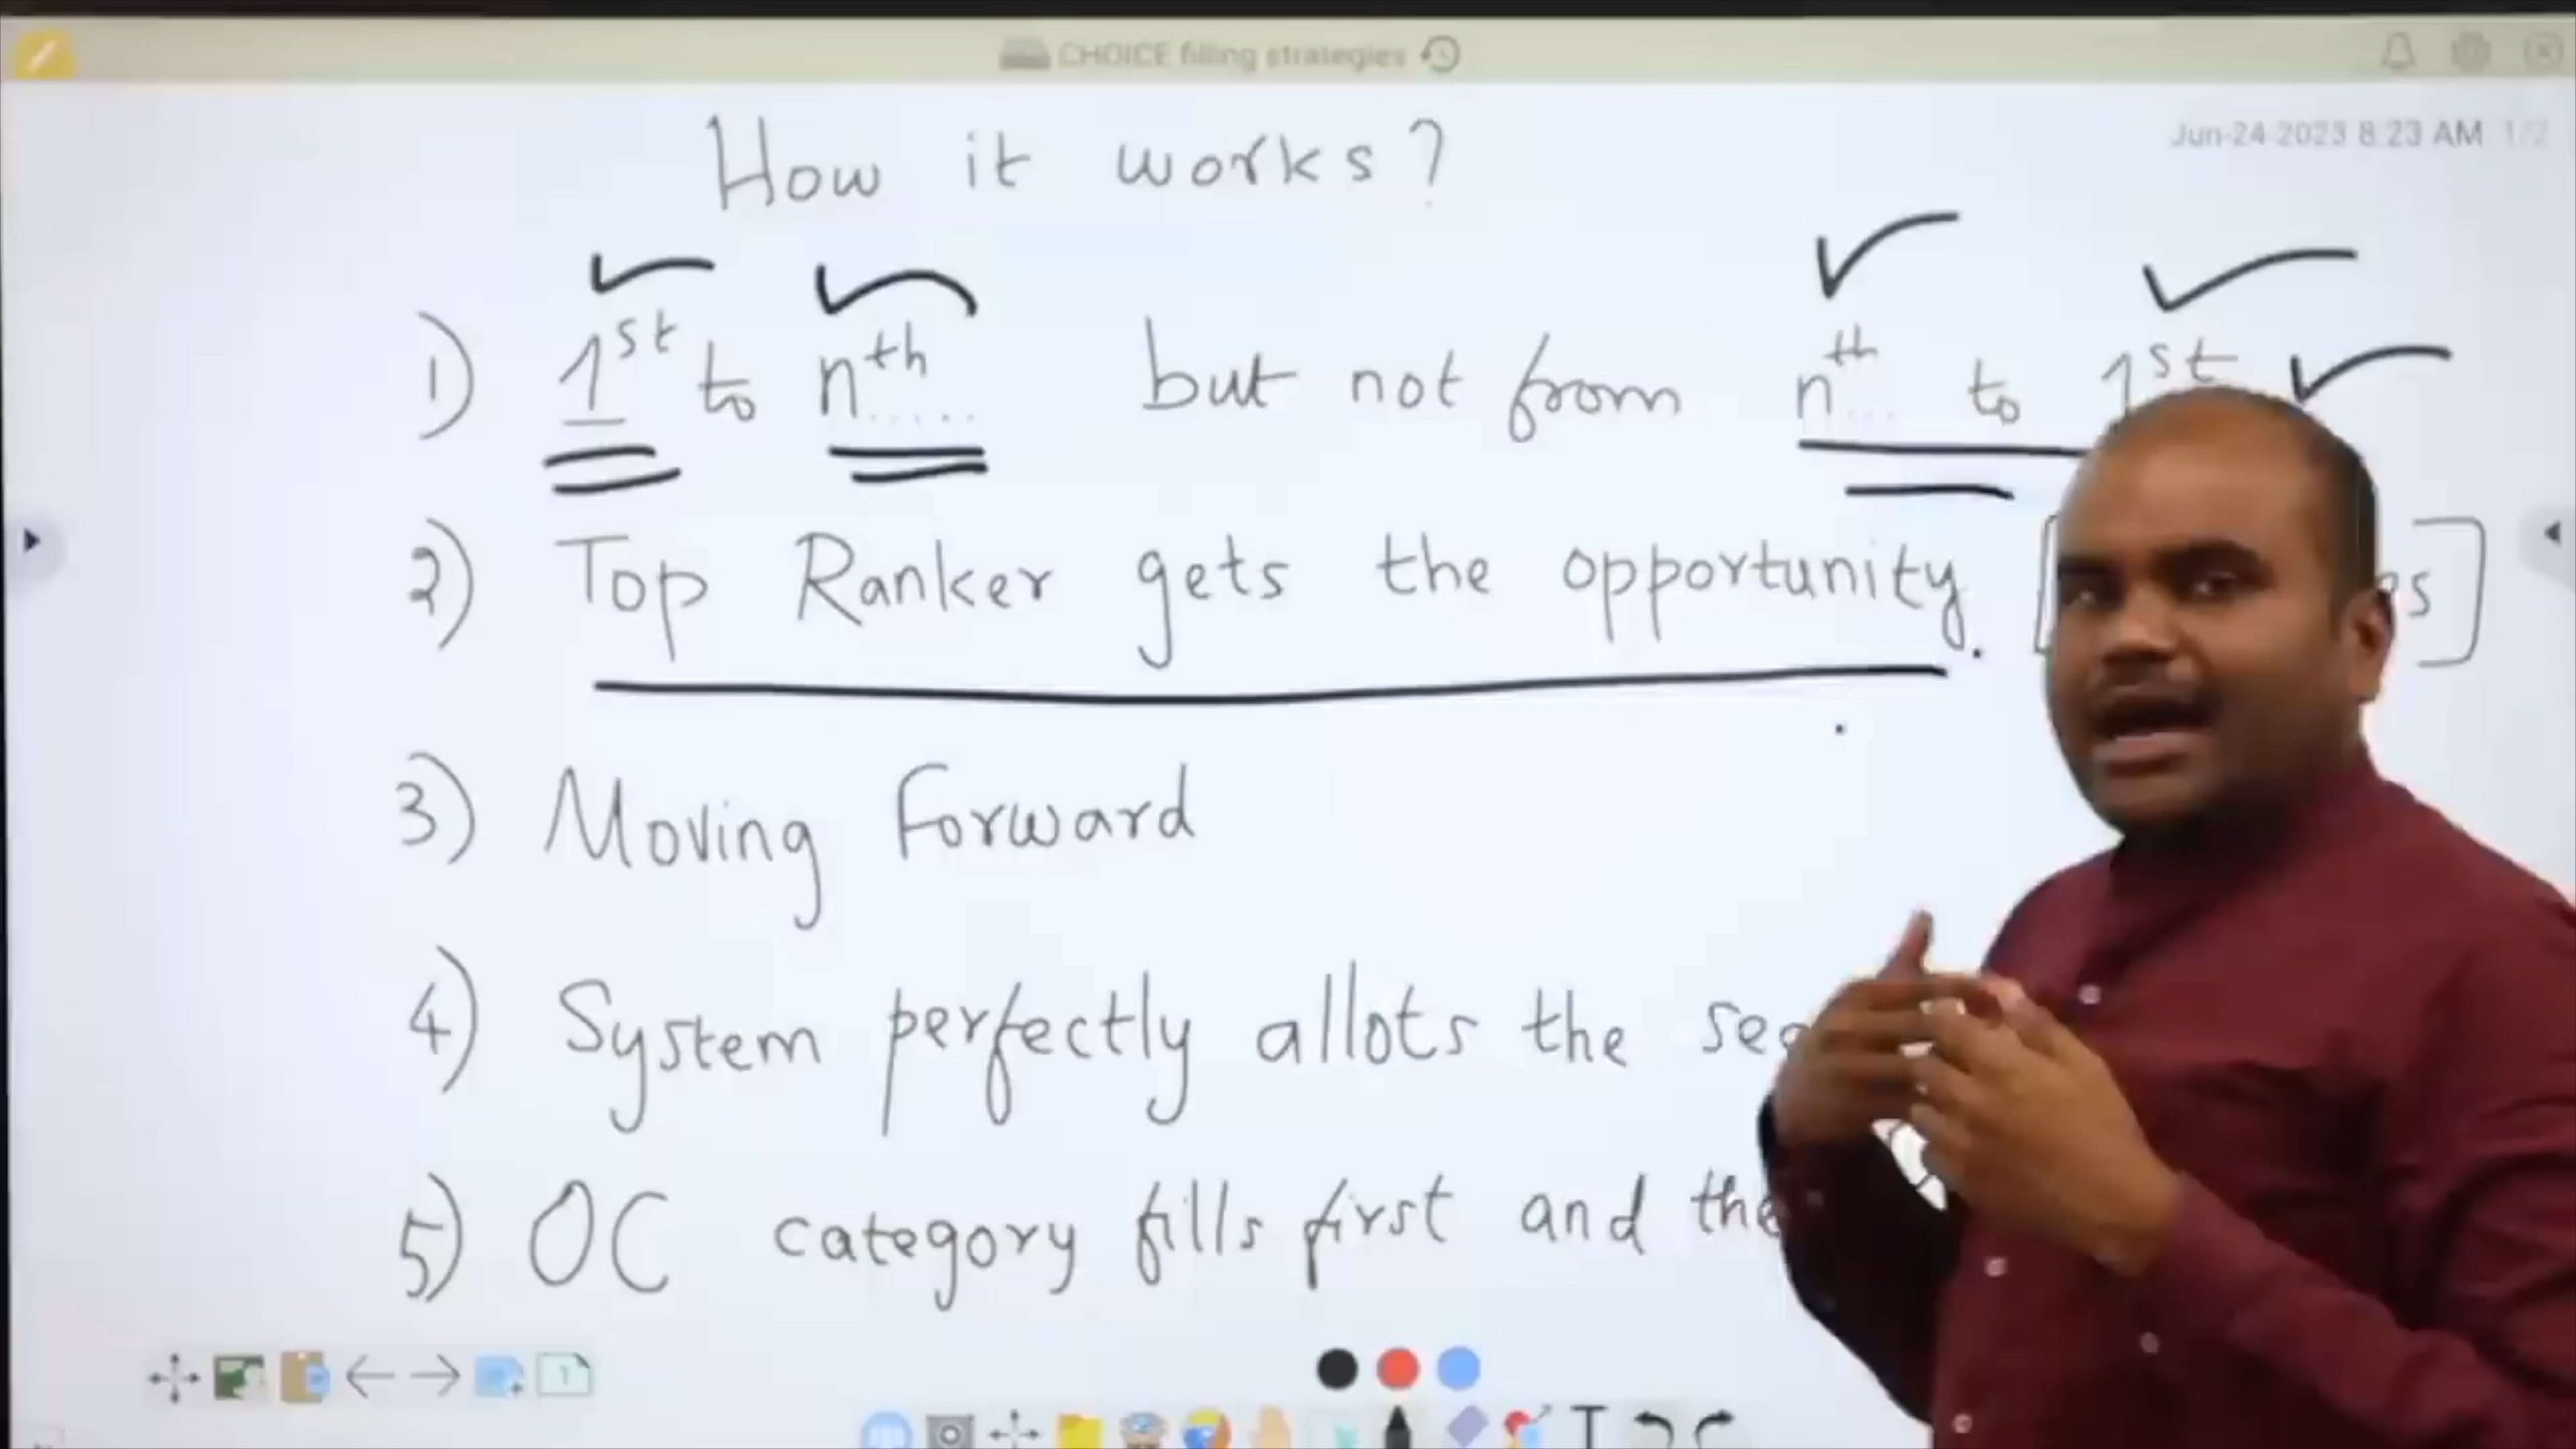 CHOICE filling strategies
Jun-24-2023 8:23 AM 1/2
How it works?
1) 1st to nth..... but not from nth... to 1st
2) Top Ranker gets the opportunity. [ ]
3) Moving Forward
4) System perfectly allots the
5) OC category fills first and
T